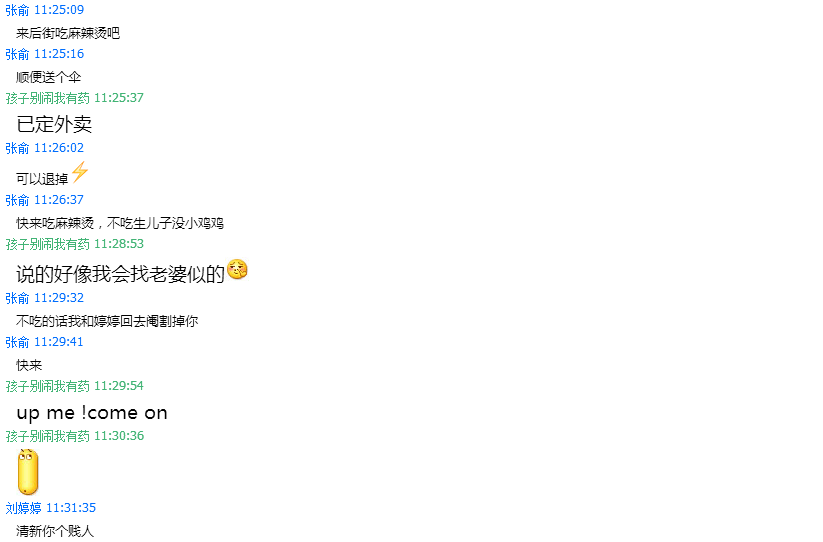 张俞 11:25:09
来后街吃麻辣烫吧
张俞 11:25:16
顺便送个伞
孩子别闹我有药 11:25:37
已定外卖
张俞 11:26:02
可以退掉
张俞 11:26:37
快来吃麻辣烫，不吃生儿子没小鸡鸡
孩子别闹我有药 11:28:53
说的好像我会找老婆似的
张俞 11:29:32
不吃的话我和婷婷回去阉割掉你
张俞 11:29:41
快来
孩子别闹我有药 11:29:54
up me !come on
孩子别闹我有药 11:30:36
刘婷婷 11:31:35
清新你个贱人